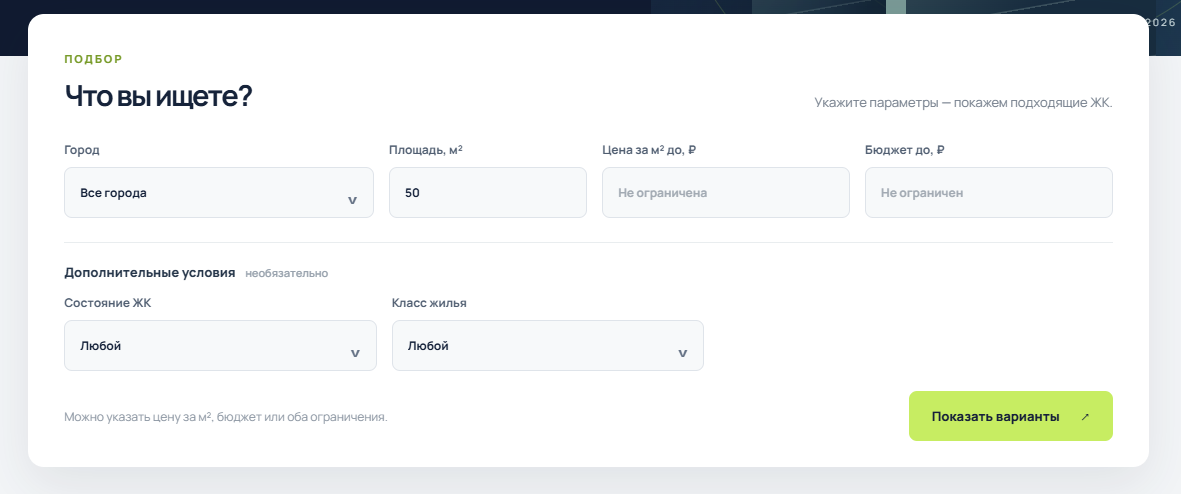 2026
ПОДБОР
Что вы ищете?
Укажите параметры — покажем подходящие ЖК.
Город
Площадь, м²
Цена за м² до, ₽
Бюджет до, ₽
Все города
50
Не ограничена
Не ограничен
Дополнительные условия необязательно
Состояние ЖК
Класс жилья
Любой
Любой
Можно указать цену за м², бюджет или оба ограничения.
Показать варианты ↗